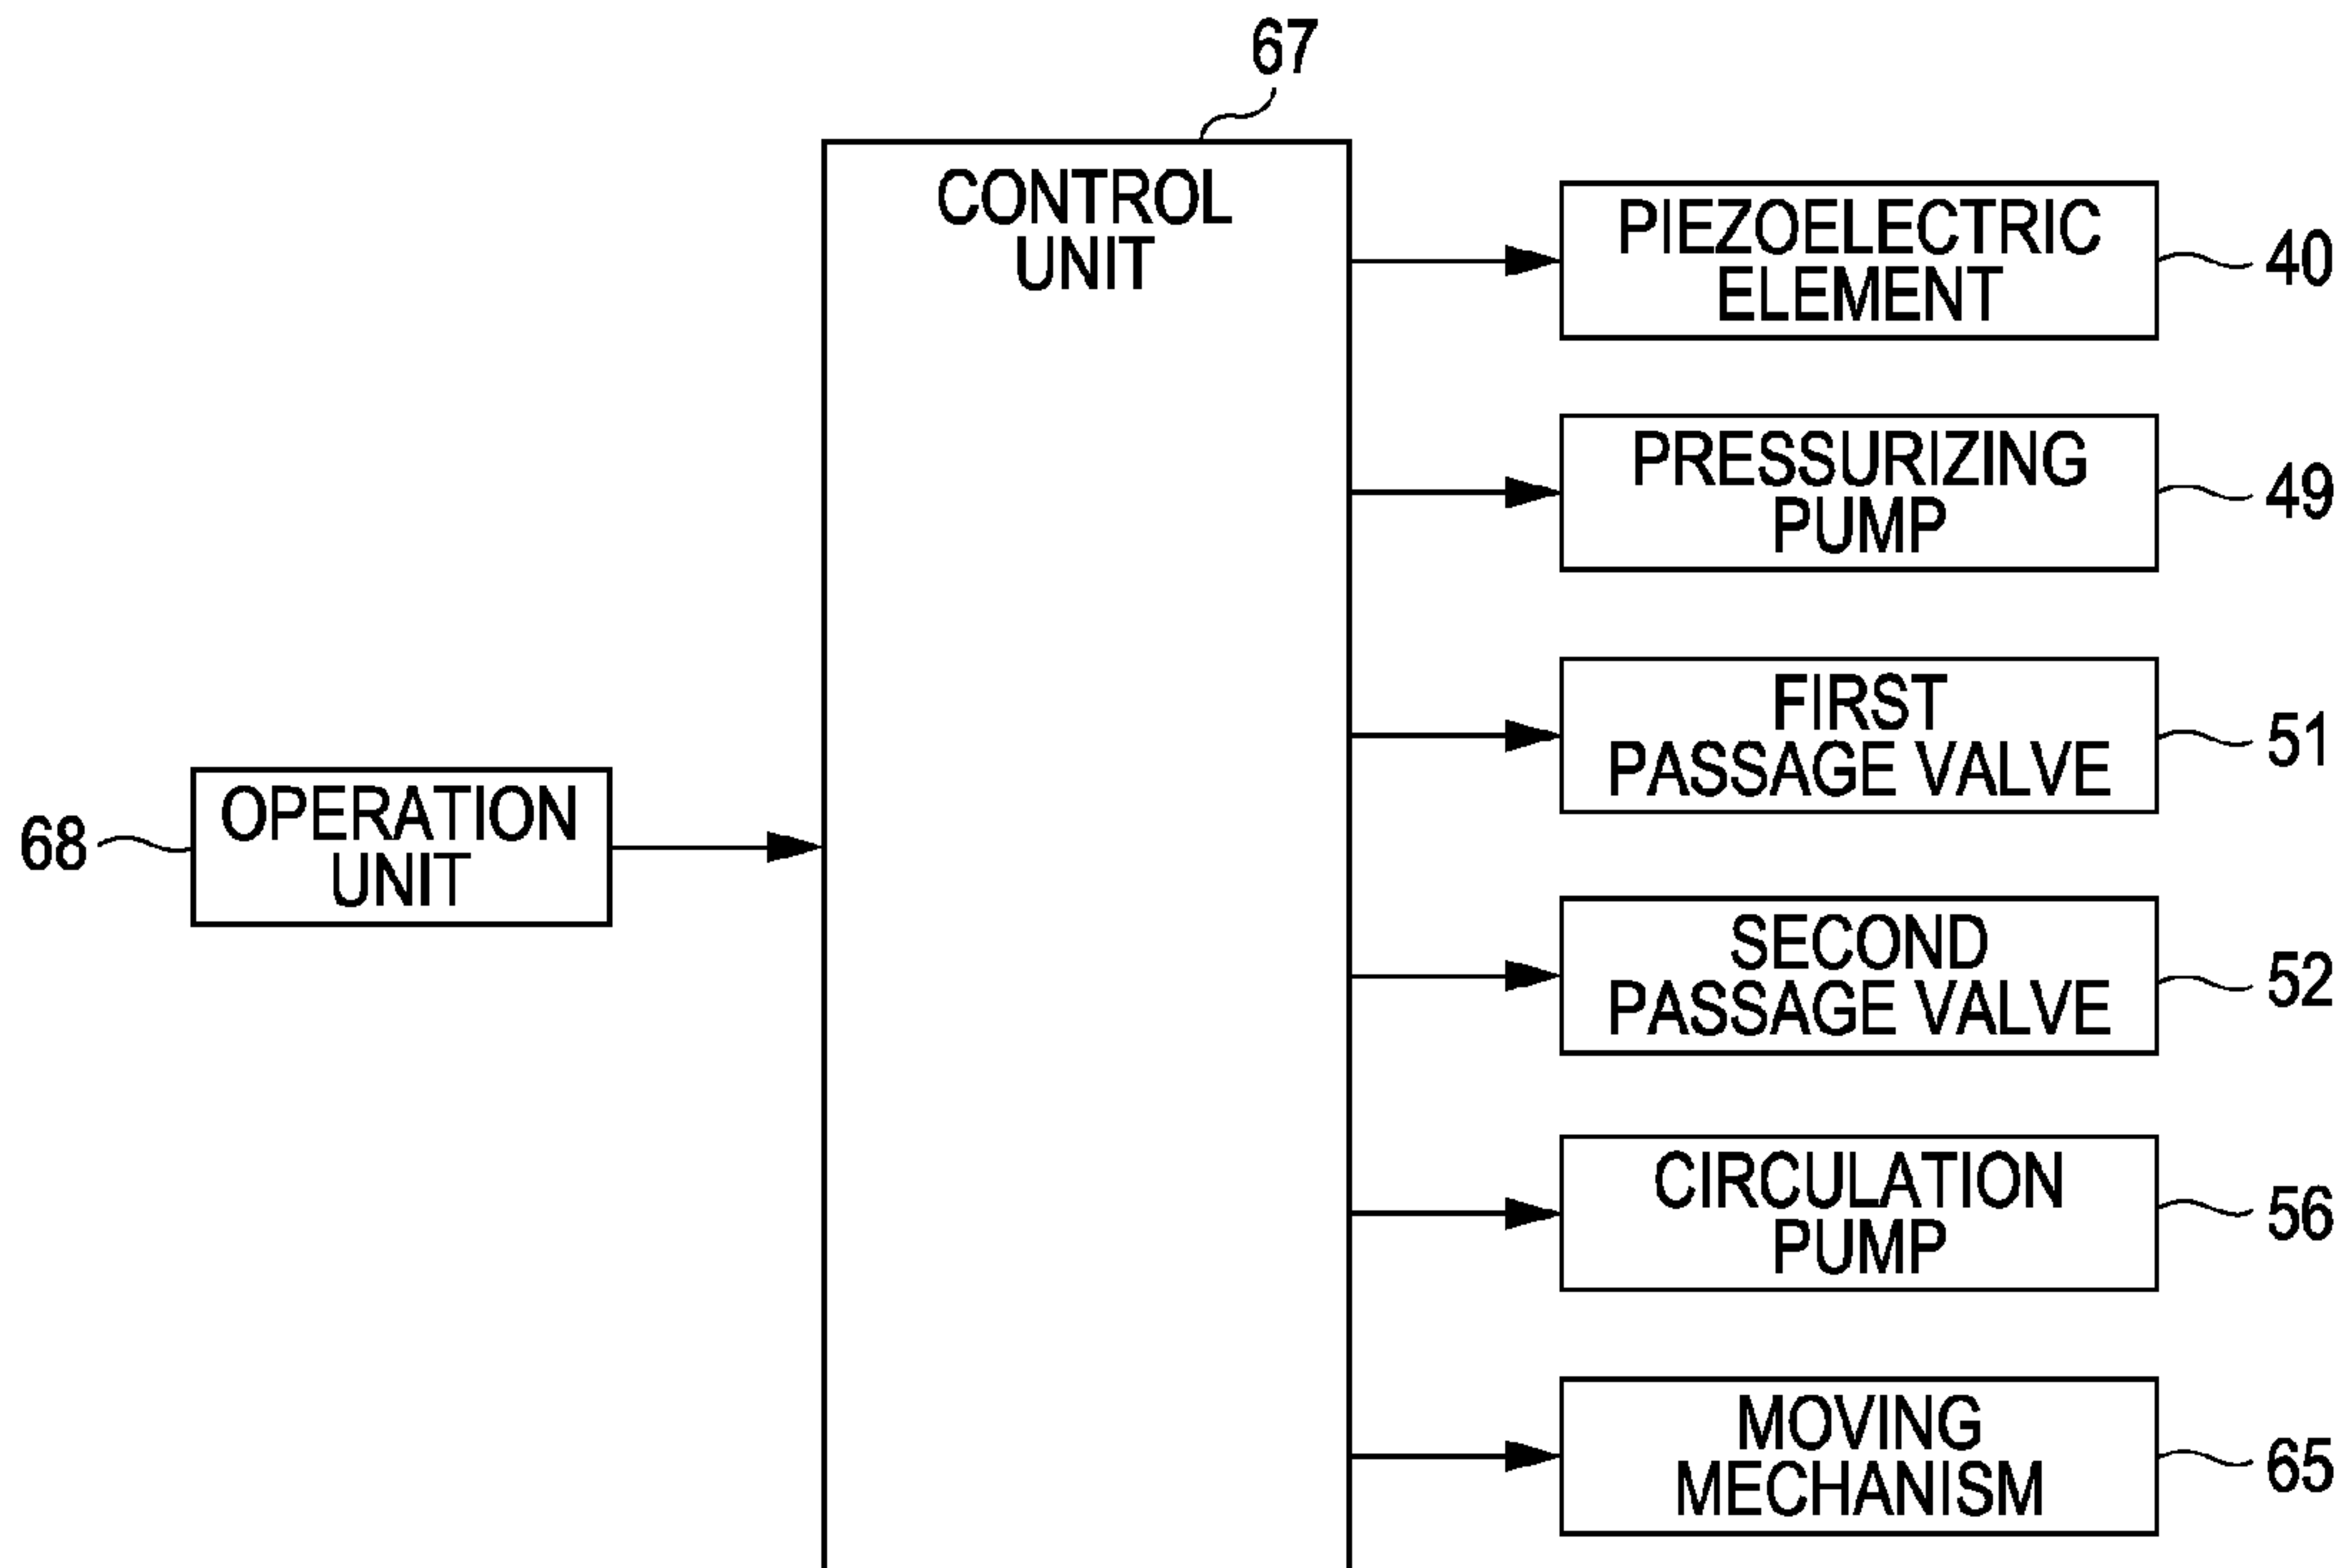 67
CONTROL
UNIT
PIEZOELECTRIC
ELEMENT
40
PRESSURIZING
PUMP
49
FIRST
PASSAGE VALVE
51
OPERATION
UNIT
68
SECOND
PASSAGE VALVE
52
CIRCULATION
PUMP
56
MOVING
MECHANISM
65